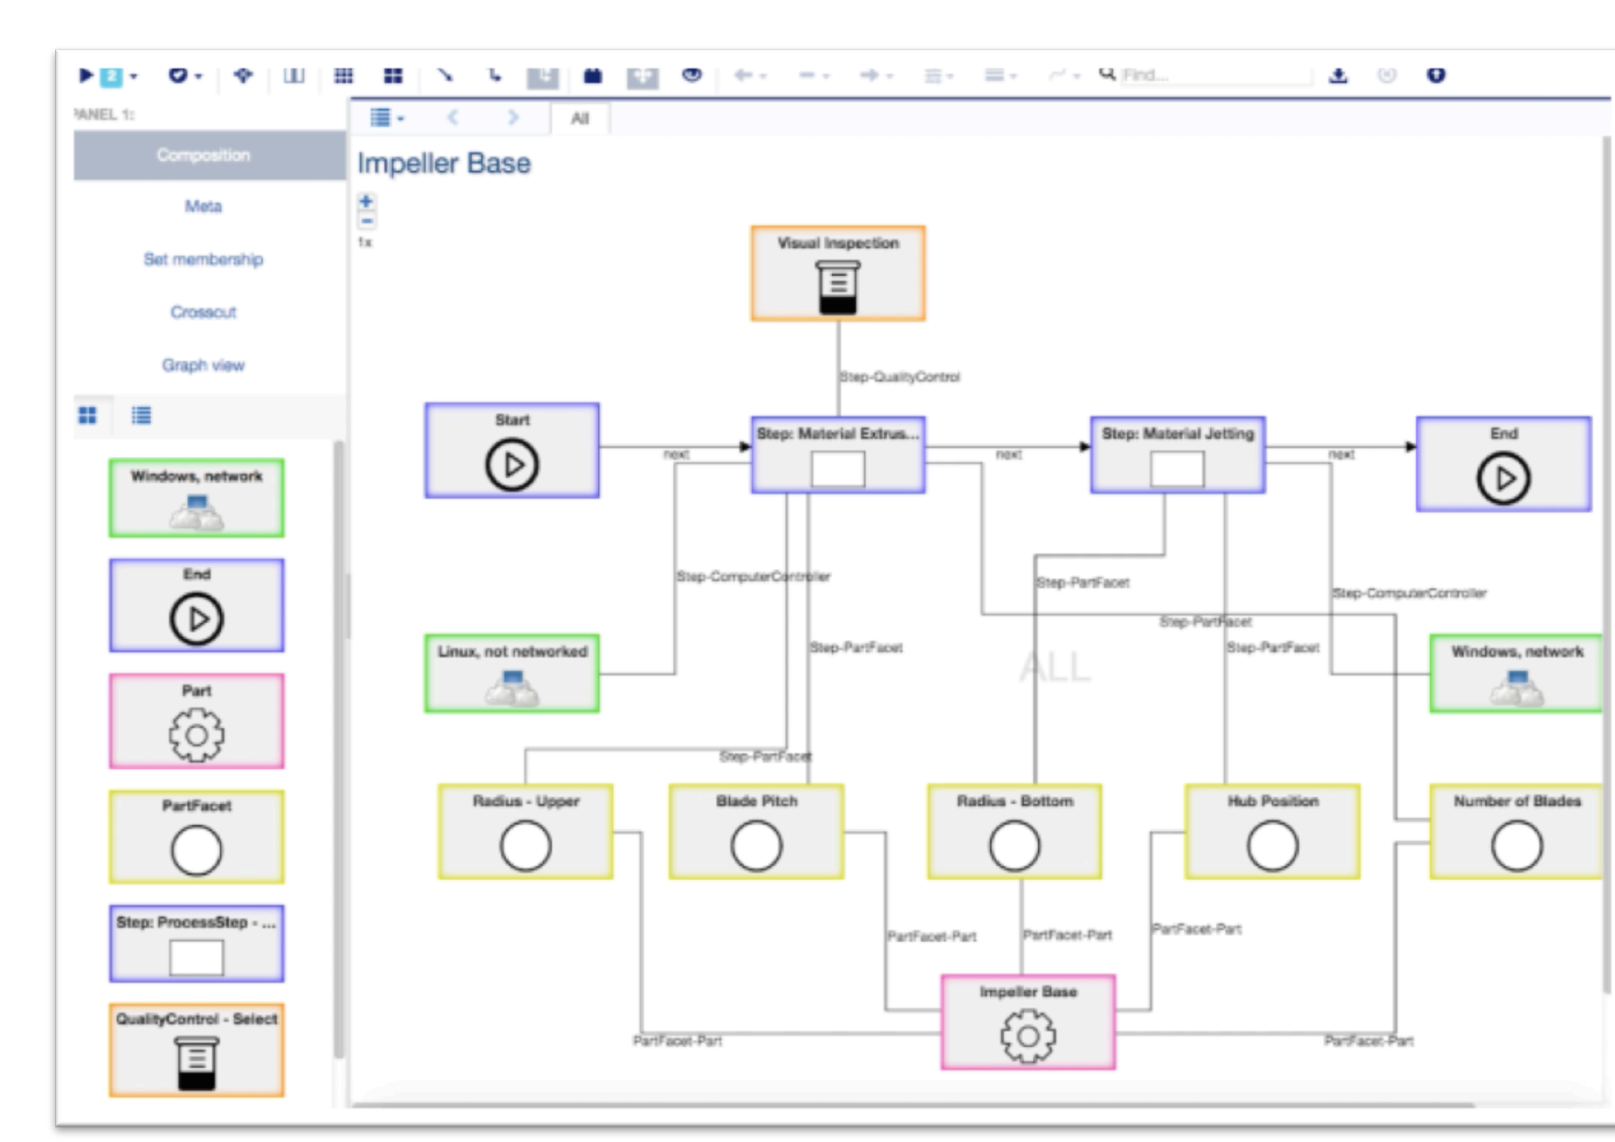 2
Find...
PANEL 1:
All
Composition
Impeller Base
Meta
1x
Set membership
Crosscut
Graph view
Visual Inspection
Step-QualityControl
Start
Step: Material Extrus...
Step: Material Jetting
End
next
next
next
Windows, network
End
Step-ComputerController
Step-PartFacet
Step-ComputerController
Step-PartFacet
Linux, not networked
Step-PartFacet
Step-PartFacet
Windows, network
ALL
Part
Step-PartFacet
PartFacet
Radius - Upper
Blade Pitch
Radius - Bottom
Hub Position
Number of Blades
Step: ProcessStep - ...
PartFacet-Part
PartFacet-Part
PartFacet-Part
Impeller Base
QualityControl - Select
PartFacet-Part
PartFacet-Part